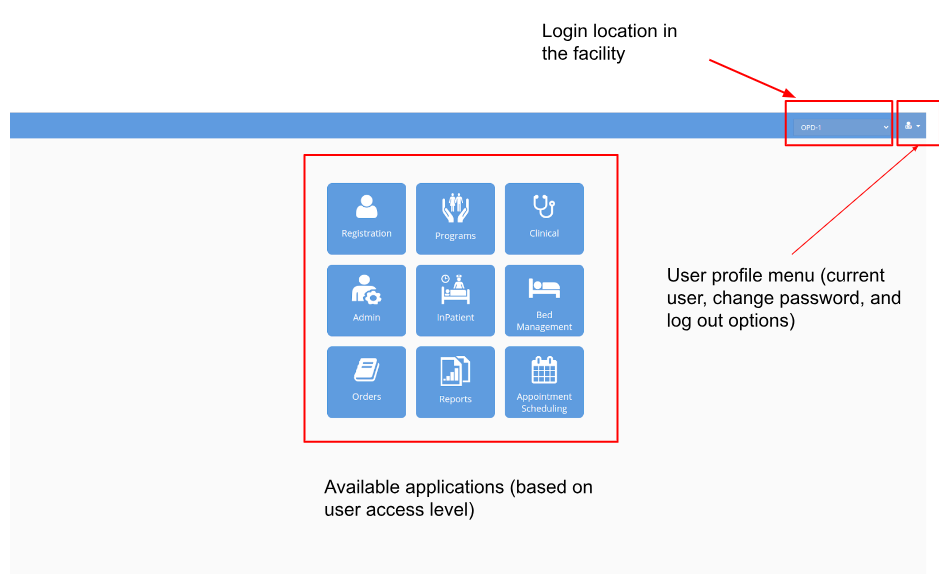 Login location in
the facility
OPD-1
Registration
Programs
Clinical
Admin
InPatient
Bed
Management
Orders
Reports
Appointment
Scheduling
User profile menu (current
user, change password, and
log out options)
Available applications (based on
user access level)